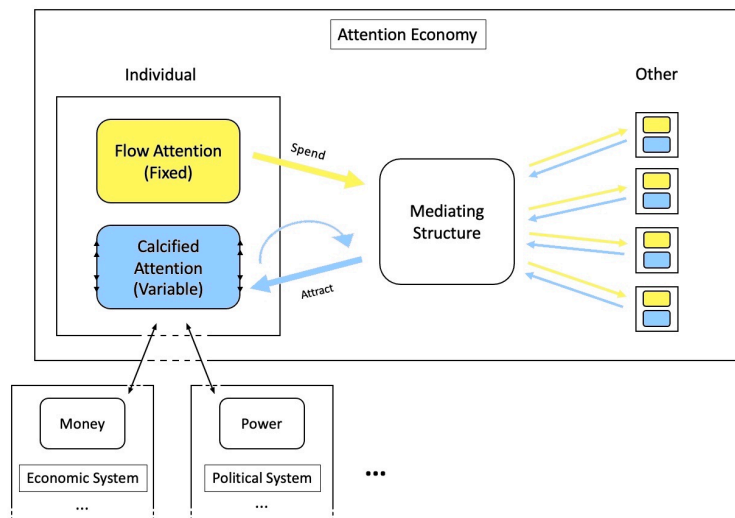 Attention Economy
Individual
Other
Flow Attention
(Fixed)
Spend
Mediating
Structure
Calcified
Attention
(Variable)
Attract
Money
Power
Economic System
Political System
...
...
...